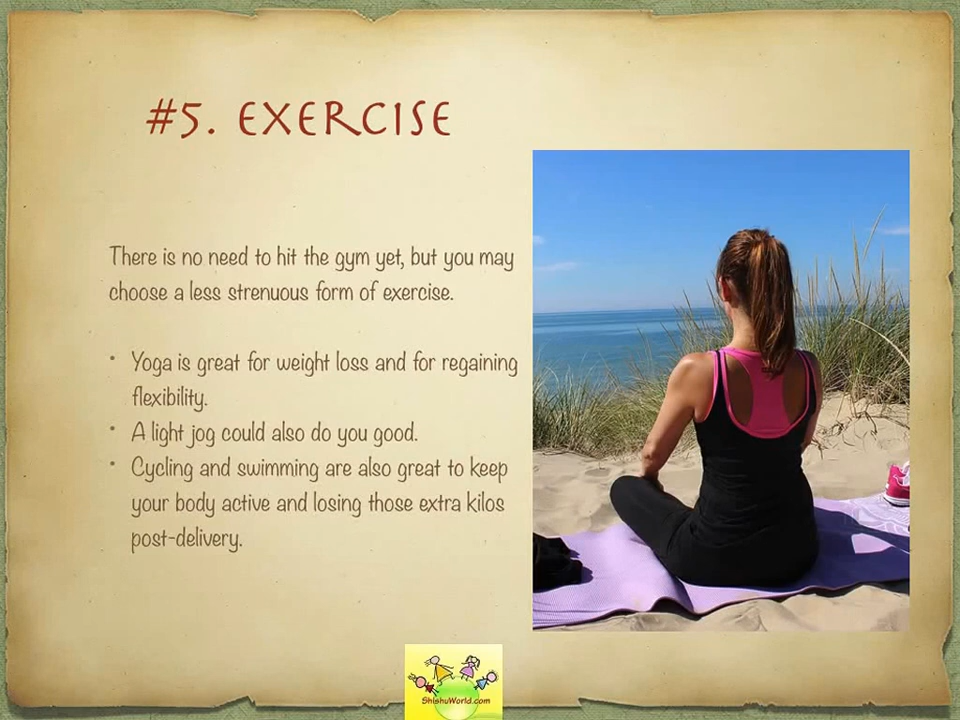 #5. EXERCISE
There is no need to hit the gym yet, but you may
choose a less strenuous form of exercise.
• Yoga is great for weight loss and for regaining
flexibility.
• A light jog could also do you good.
• Cycling and swimming are also great to keep
your body active and losing those extra kilos
post-delivery.
ShishuWorld.com